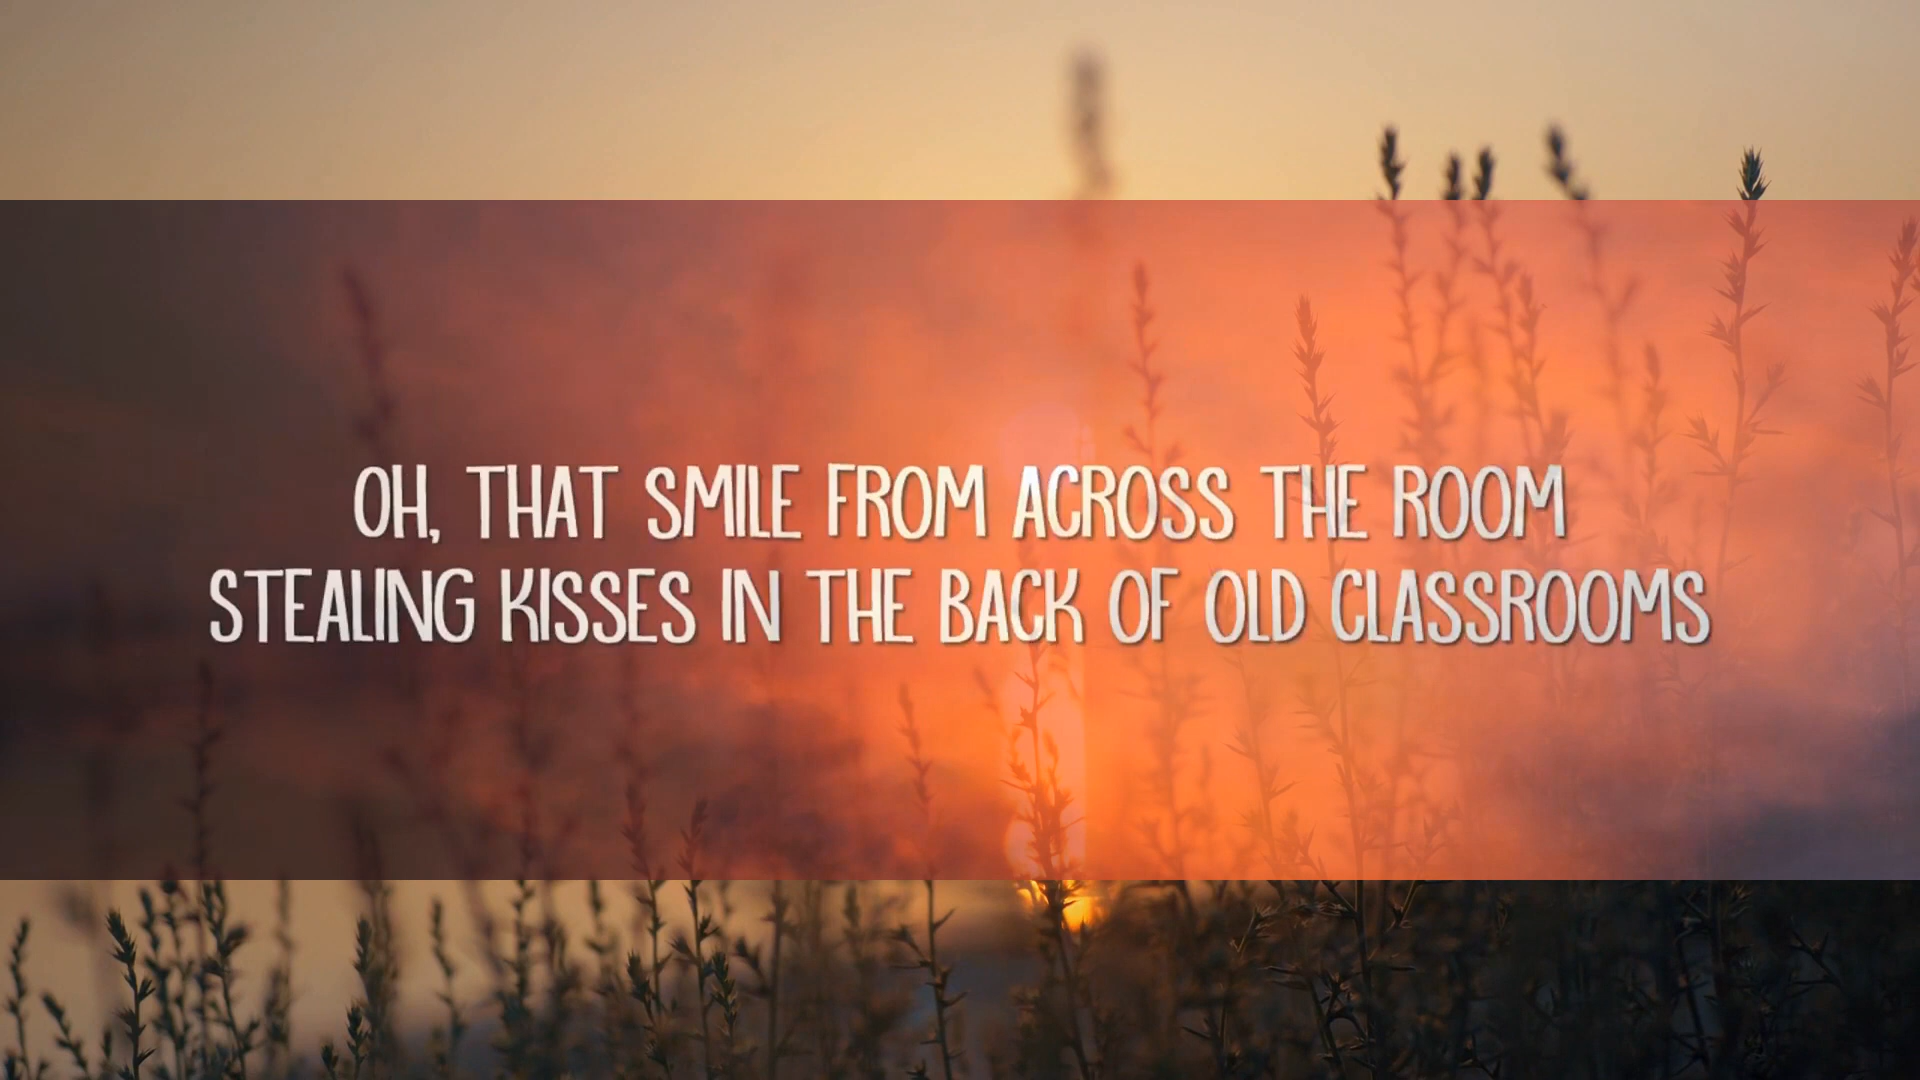 OH, THAT SMILE FROM ACROSS THE ROOM
STEALING KISSES IN THE BACK OF OLD CLASSROOMS